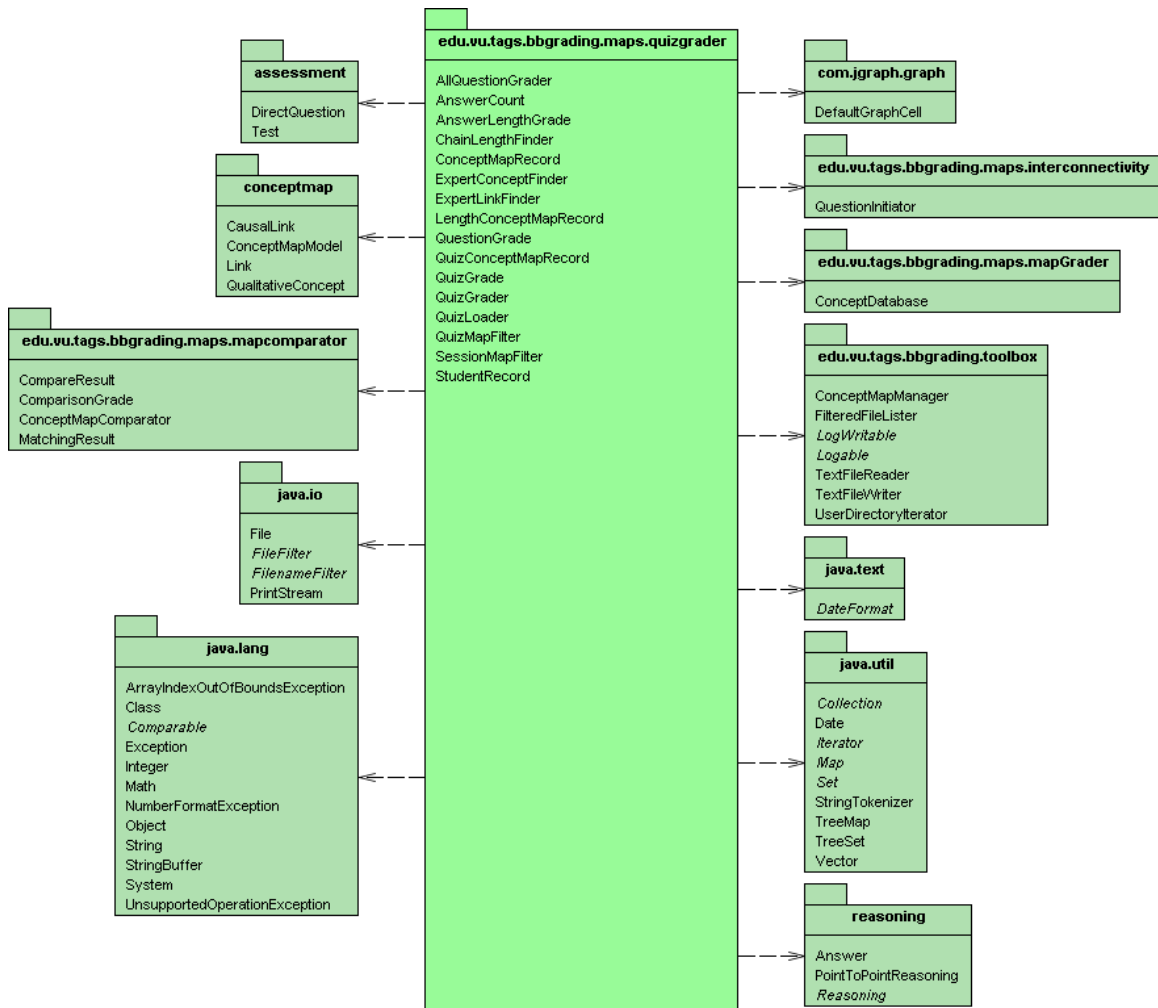 edu.vu.tags.bbgrading.maps.quizgrader
AllQuestionGrader
AnswerCount
AnswerLengthGrade
ChainLengthFinder
ConceptMapRecord
ExpertConceptFinder
ExpertLinkFinder
LengthConceptMapRecord
QuestionGrade
QuizConceptMapRecord
QuizGrade
QuizGrader
QuizLoader
QuizMapFilter
SessionMapFilter
StudentRecord
assessment
DirectQuestion
Test
conceptmap
CausalLink
ConceptMapModel
Link
QualitativeConcept
edu.vu.tags.bbgrading.maps.mapcomparator
CompareResult
ComparisonGrade
ConceptMapComparator
MatchingResult
java.io
File
FileFilter
FilenameFilter
PrintStream
java.lang
ArrayIndexOutOfBoundsException
Class
Comparable
Exception
Integer
Math
NumberFormatException
Object
String
StringBuffer
System
UnsupportedOperationException
com.jgraph.graph
DefaultGraphCell
edu.vu.tags.bbgrading.maps.interconnectivity
QuestionInitiator
edu.vu.tags.bbgrading.maps.mapGrader
ConceptDatabase
edu.vu.tags.bbgrading.toolbox
ConceptMapManager
FilteredFileLister
LogWritable
Logable
TextFileReader
TextFileWriter
UserDirectoryIterator
java.text
DateFormat
java.util
Collection
Date
Iterator
Map
Set
StringTokenizer
TreeMap
TreeSet
Vector
reasoning
Answer
PointToPointReasoning
Reasoning